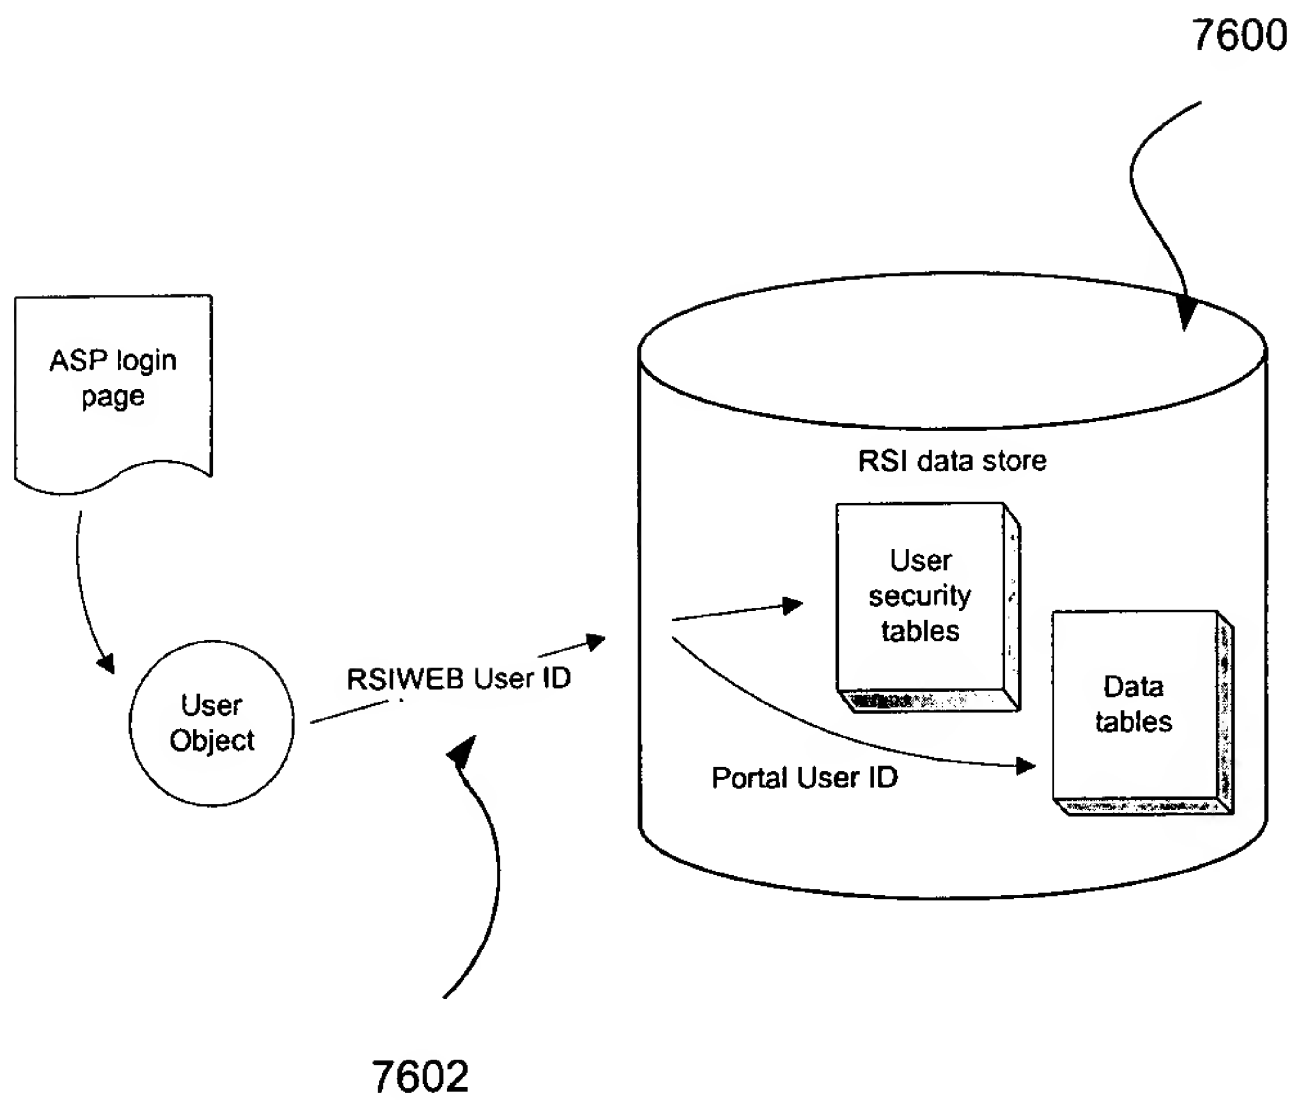 7600
ASP login
page
RSI data store
User
security
tables
Data
tables
RSIWEB User ID
User
Object
Portal User ID
7602